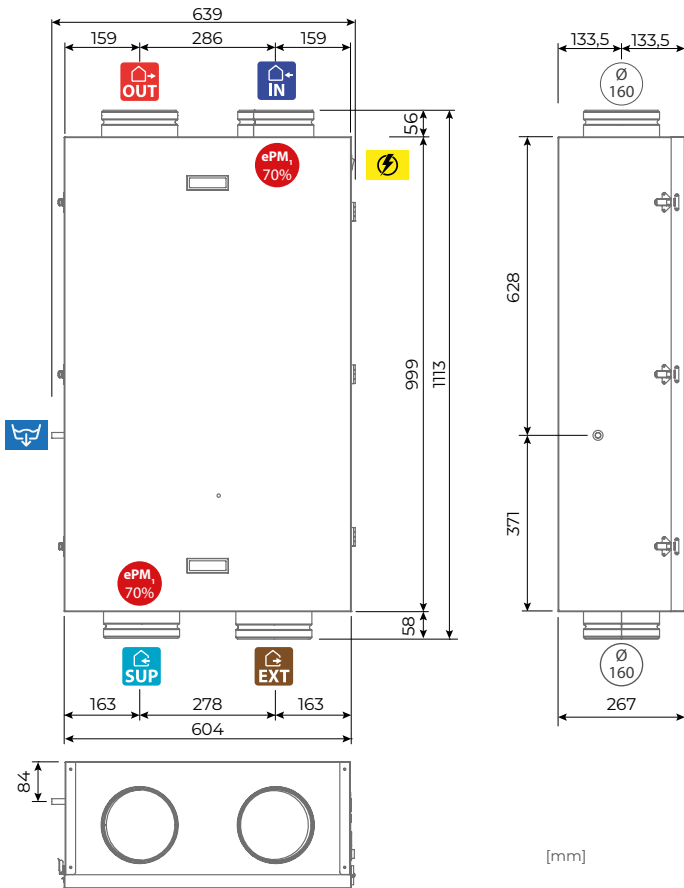 639
159 286 159 133,5 133,5
OUT IN Ø
160
56
ePM1
70%
628
999
1113
371
ePM1
70%
58
SUP EXT Ø
160
163 278 163
267
604
84
[mm]